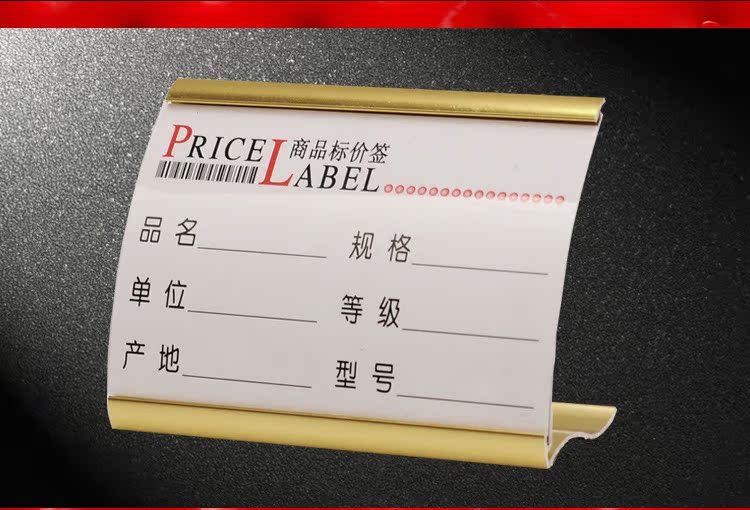 PRICE 商品标价签
LABEL
品名 规格
单位 等级
产地 型号